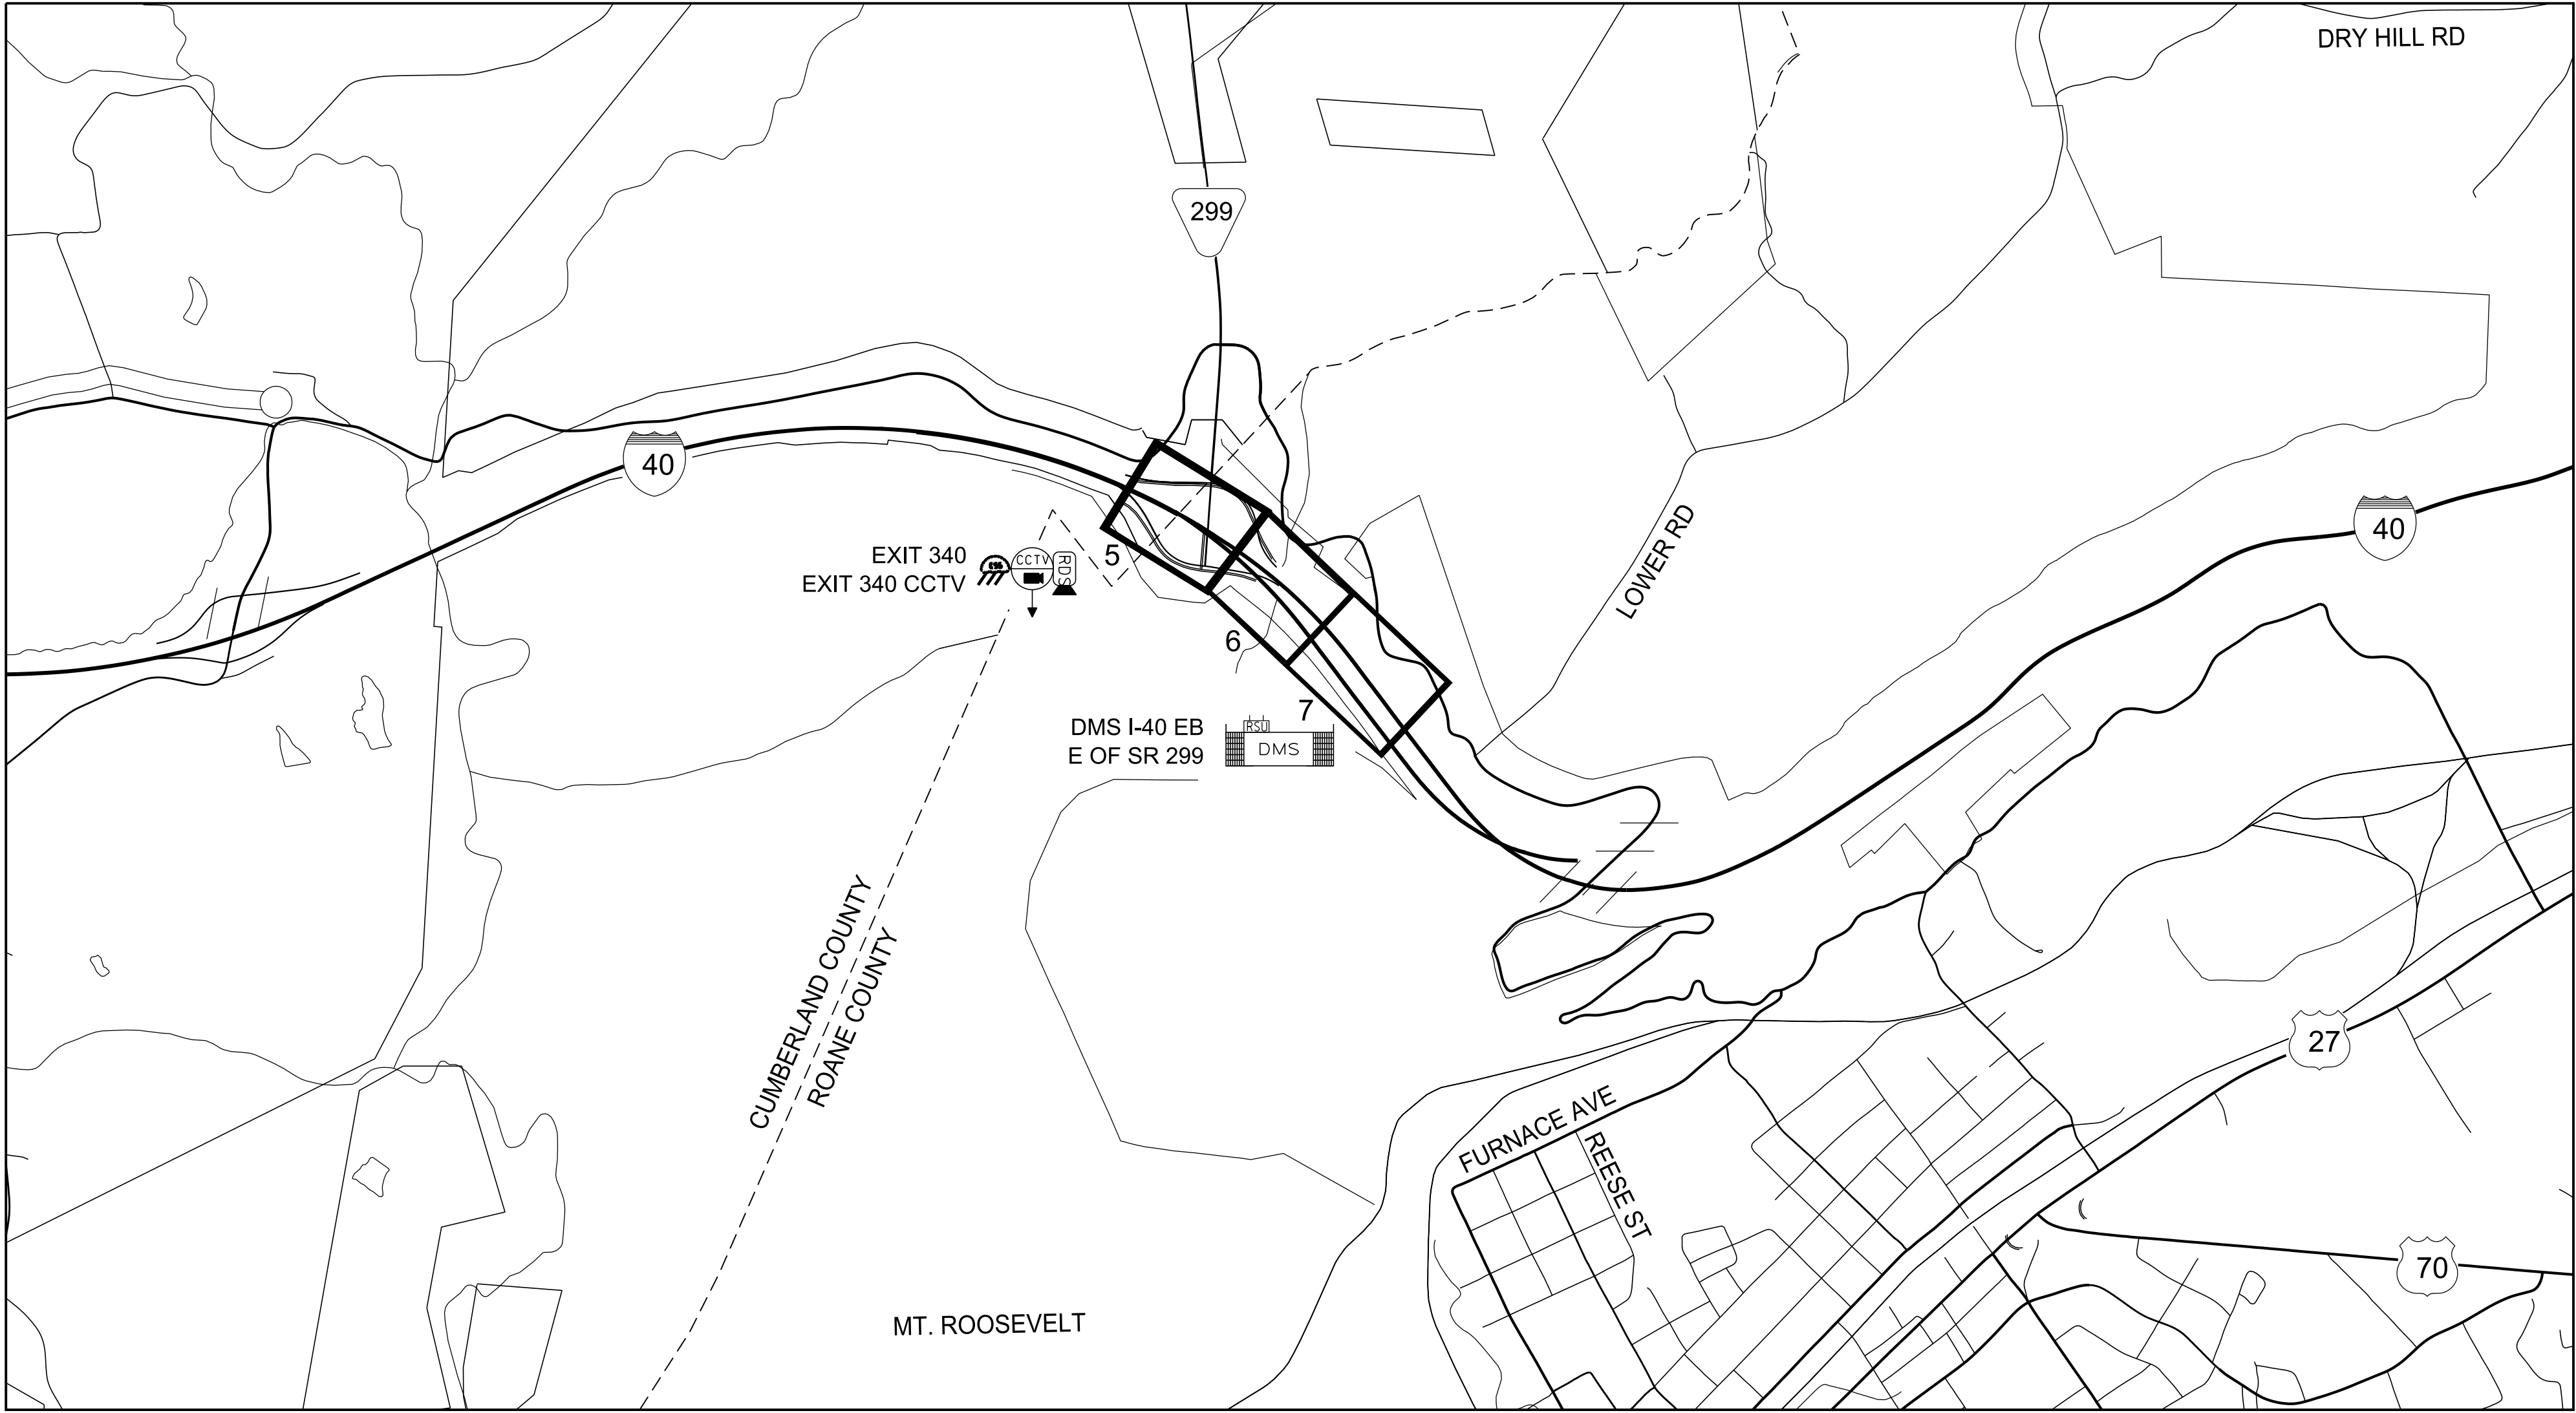 DRY HILL RD
299
40
40
LOWER RD
5
EXIT 340
EXIT 340 CCTV
CCTV
RDS
6
7
DMS I-40 EB
E OF SR 299
RSU
DMS
CUMBERLAND COUNTY
ROANE COUNTY
27
FURNACE AVE
REESE ST
70
MT. ROOSEVELT